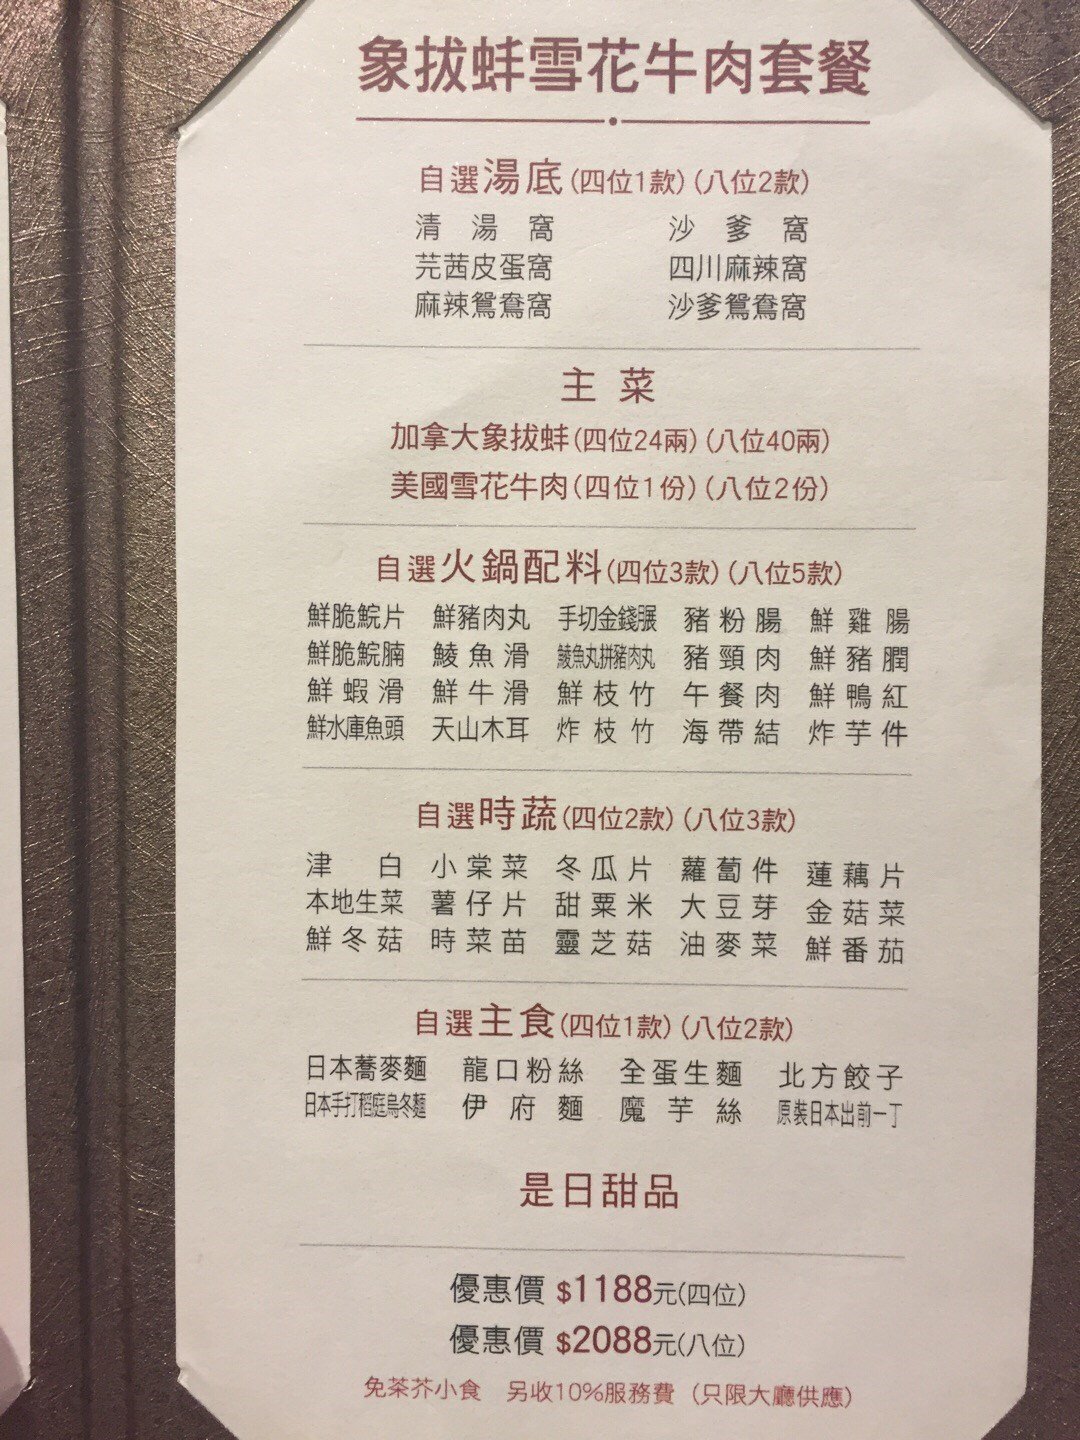 象拔蚌雪花牛肉套餐
自選湯底(四位1款)(八位2款)
清湯窩 沙爹窩
芫茜皮蛋窩 四川麻辣窩
麻辣鴛鴦窩 沙爹鴛鴦窩
主菜
加拿大象拔蚌(四位24兩)(八位40兩)
美國雪花牛肉(四位1份)(八位2份)
自選火鍋配料(四位3款)(八位5款)
鮮脆鯇片 鮮豬肉丸 手切金錢𦟌 豬粉腸 鮮雞腸
鮮脆鯇腩 鯪魚滑 鯪魚丸拼豬肉丸 豬頸肉 鮮豬膶
鮮蝦滑 鮮牛滑 鮮枝竹 午餐肉 鮮鴨紅
鮮水庫魚頭 天山木耳 炸枝竹 海帶結 炸芋件
自選時蔬(四位2款)(八位3款)
津白 小棠菜 冬瓜片 蘿蔔件 蓮藕片
本地生菜 薯仔片 甜粟米 大豆芽 金菇菜
鮮冬菇 時菜苗 靈芝菇 油麥菜 鮮番茄
自選主食(四位1款)(八位2款)
日本蕎麥麵 龍口粉絲 全蛋生麵 北方餃子
日本手打稻庭烏冬麵 伊府麵 魔芋絲 原裝日本出前一丁
是日甜品
優惠價 $1188元(四位)
優惠價 $2088元(八位)
免茶芥小食 另收10%服務費 (只限大廳供應)